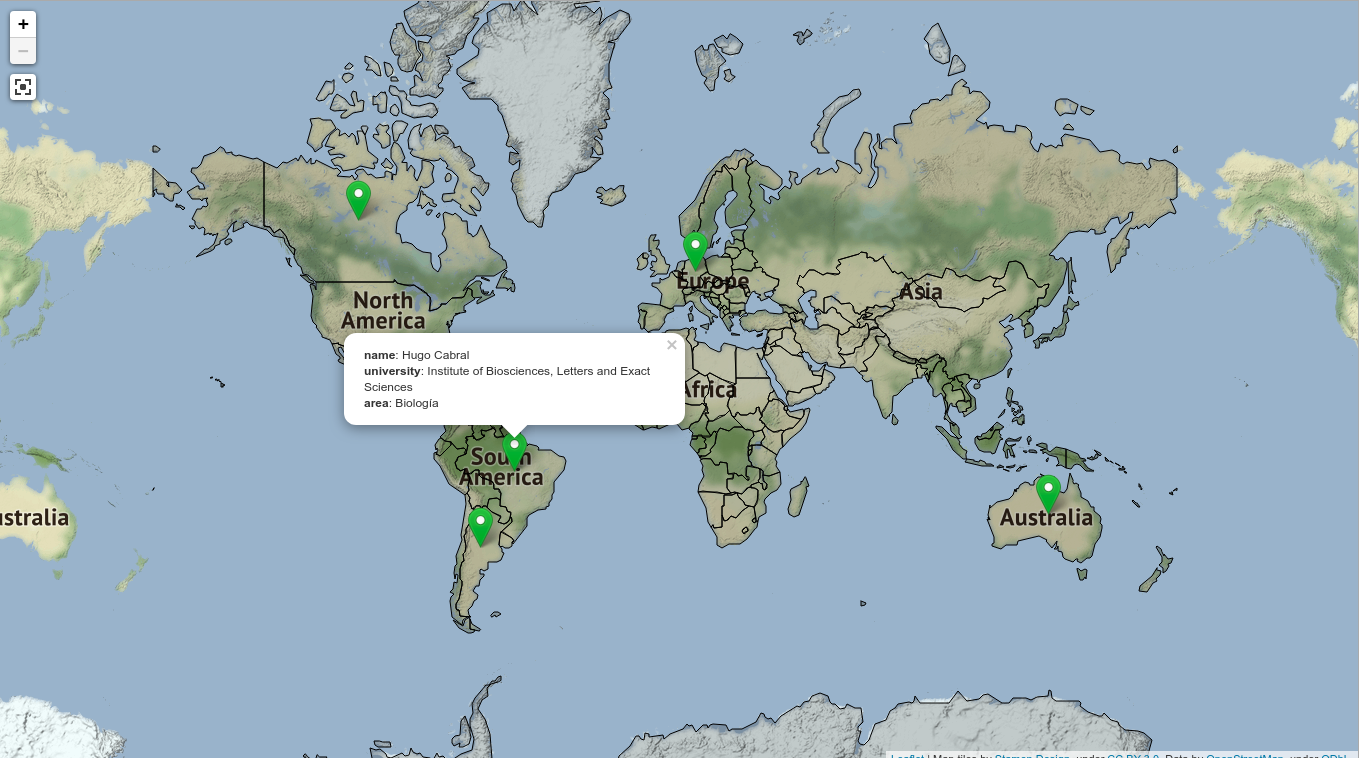 +
−
North
America
Europe
Asia
×
name: Hugo Cabral
university: Institute of Biosciences, Letters and Exact
Sciences
area: Biología
Africa
South
America
ustralia
Australia
Leaflet | Map tiles by Stamen Design, under CC BY 3.0. Data by OpenStreetMap, under ODbL.